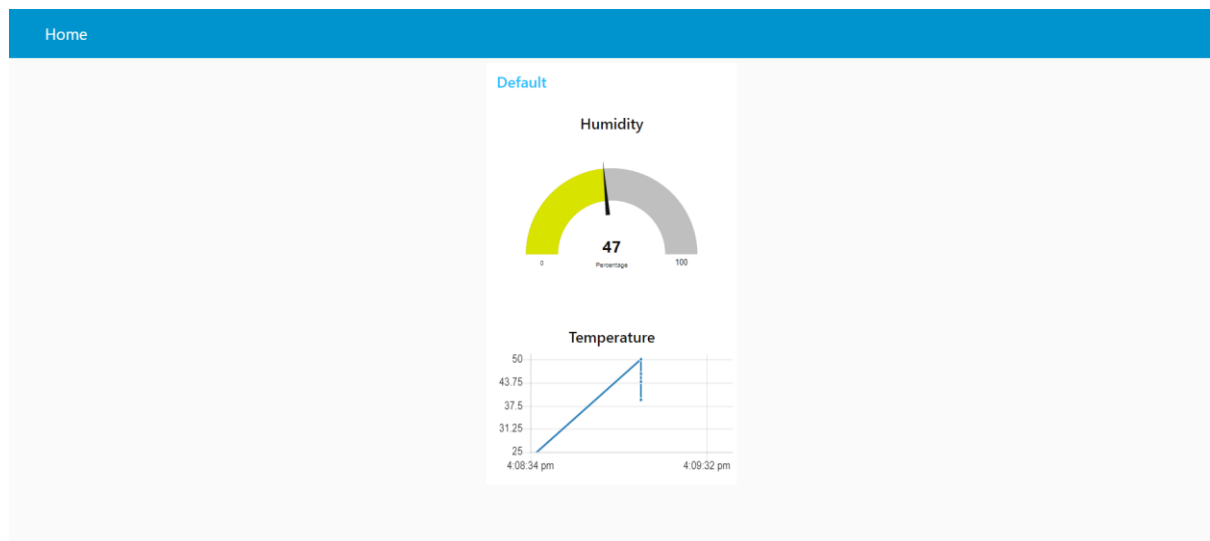 Home
Default
Humidity
47
0 Percentage 100
Temperature
50
43.75
37.5
31.25
25
4:08:34 pm 4:09:32 pm